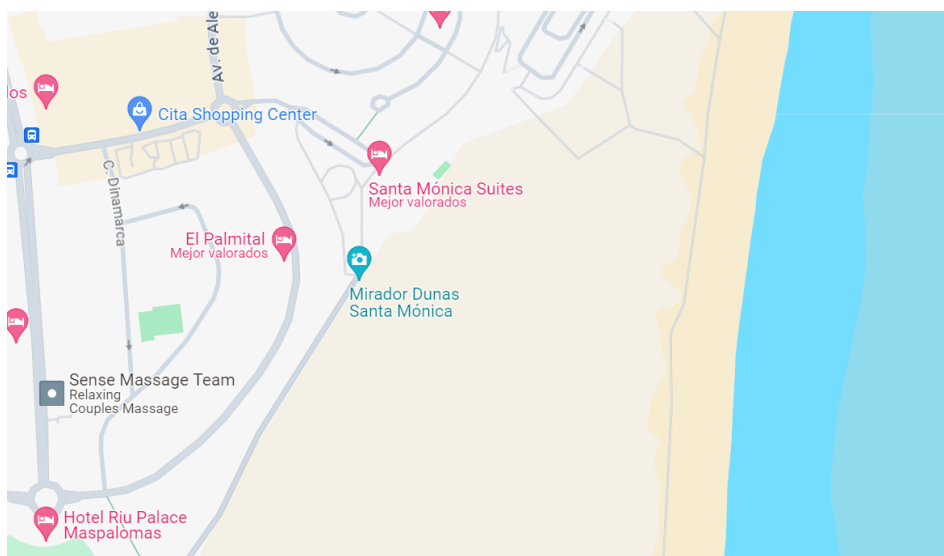 Av. de Ale
los
Cita Shopping Center
C. Dinamarca
Santa Mónica Suites
Mejor valorados
El Palmital
Mejor valorados
Mirador Dunas
Santa Mónica
Sense Massage Team
Relaxing
Couples Massage
Hotel Riu Palace
Maspalomas